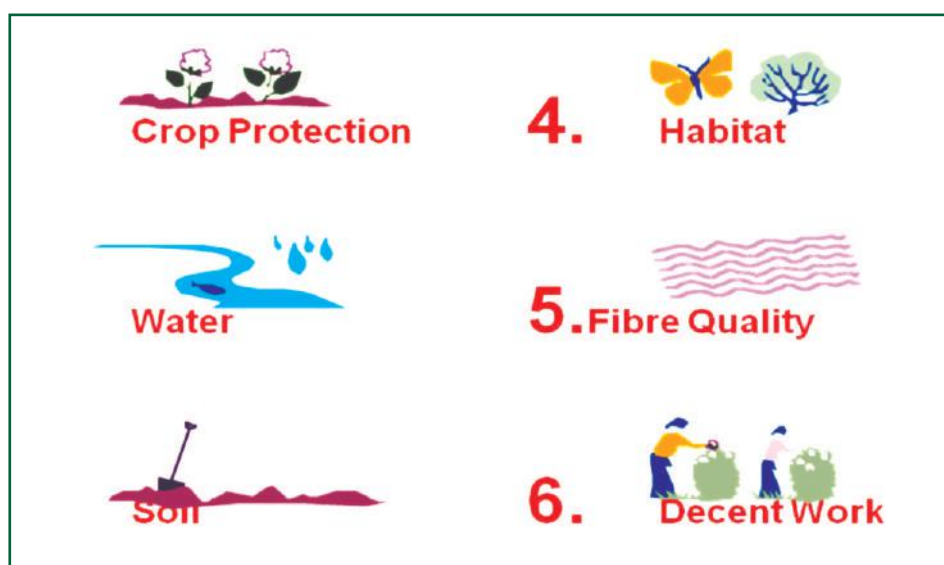 Crop Protection
Water
Soil
4. Habitat
5. Fibre Quality
6. Decent Work